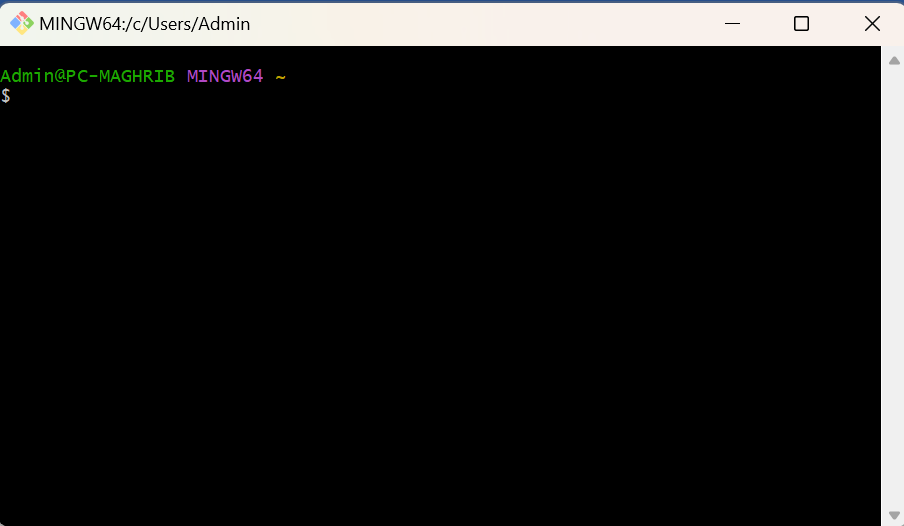 MINGW64:/c/Users/Admin
Admin@PC-MAGHRIB MINGW64 ~
$